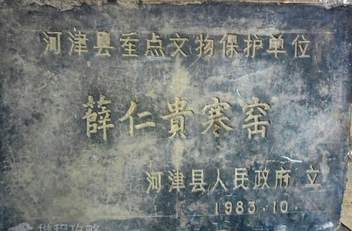 河津县重点文物保护单位
薛仁貴寒窑
河津县人民政府 立
1983.10.